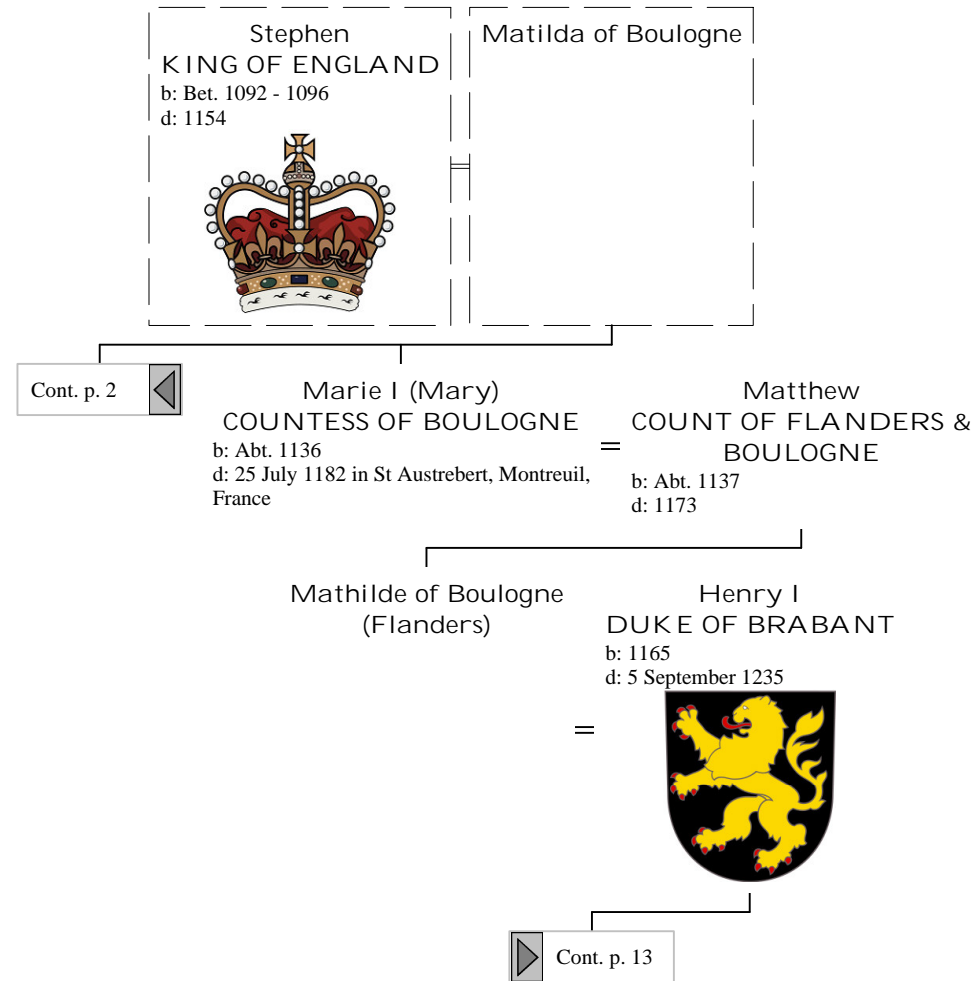 Stephen
KING OF ENGLAND
b: Bet. 1092 - 1096
d: 1154
Matilda of Boulogne
Cont. p. 2
Marie I (Mary)
COUNTESS OF BOULOGNE
b: Abt. 1136
d: 25 July 1182 in St Austrebert, Montreuil,
France
=
Matthew
COUNT OF FLANDERS &
BOULOGNE
b: Abt. 1137
d: 1173
Mathilde of Boulogne
(Flanders)
=
Henry I
DUKE OF BRABANT
b: 1165
d: 5 September 1235
Cont. p. 13